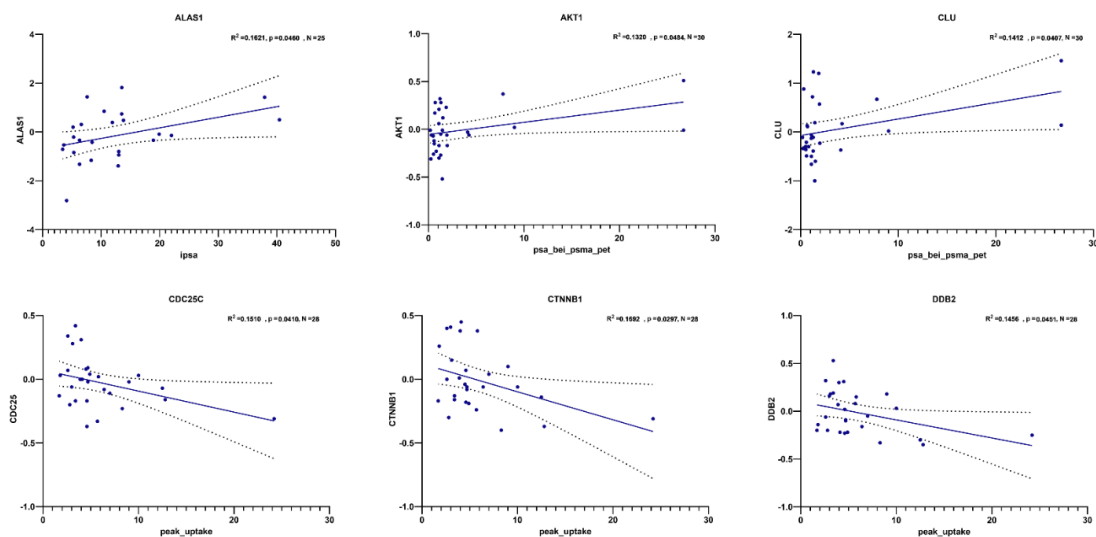 ALAS1
R²=0.1621, p=0.0460, N=25
4
2
0
-2
-4
ALAS1
0 10 20 30 40 50
ipsa
AKT1
R²=0.1320, p=0.0484, N=30
1.0
0.5
0.0
-0.5
-1.0
AKT1
0 10 20 30
psa_bei_psma_pet
CLU
R²=0.1412, p=0.0407, N=30
2
1
0
-1
-2
CLU
0 10 20 30
psa_bei_psma_pet
CDC25C
R²=0.1510, p=0.0410, N=28
0.5
0.0
-0.5
-1.0
CDC25
0 10 20 30
peak_uptake
CTNNB1
R²=0.1692, p=0.0297, N=28
0.5
0.0
-0.5
-1.0
CTNNB1
0 10 20 30
peak_uptake
DDB2
R²=0.1456, p=0.0451, N=28
1.0
0.5
0.0
-0.5
-1.0
DDB2
0 10 20 30
peak_uptake